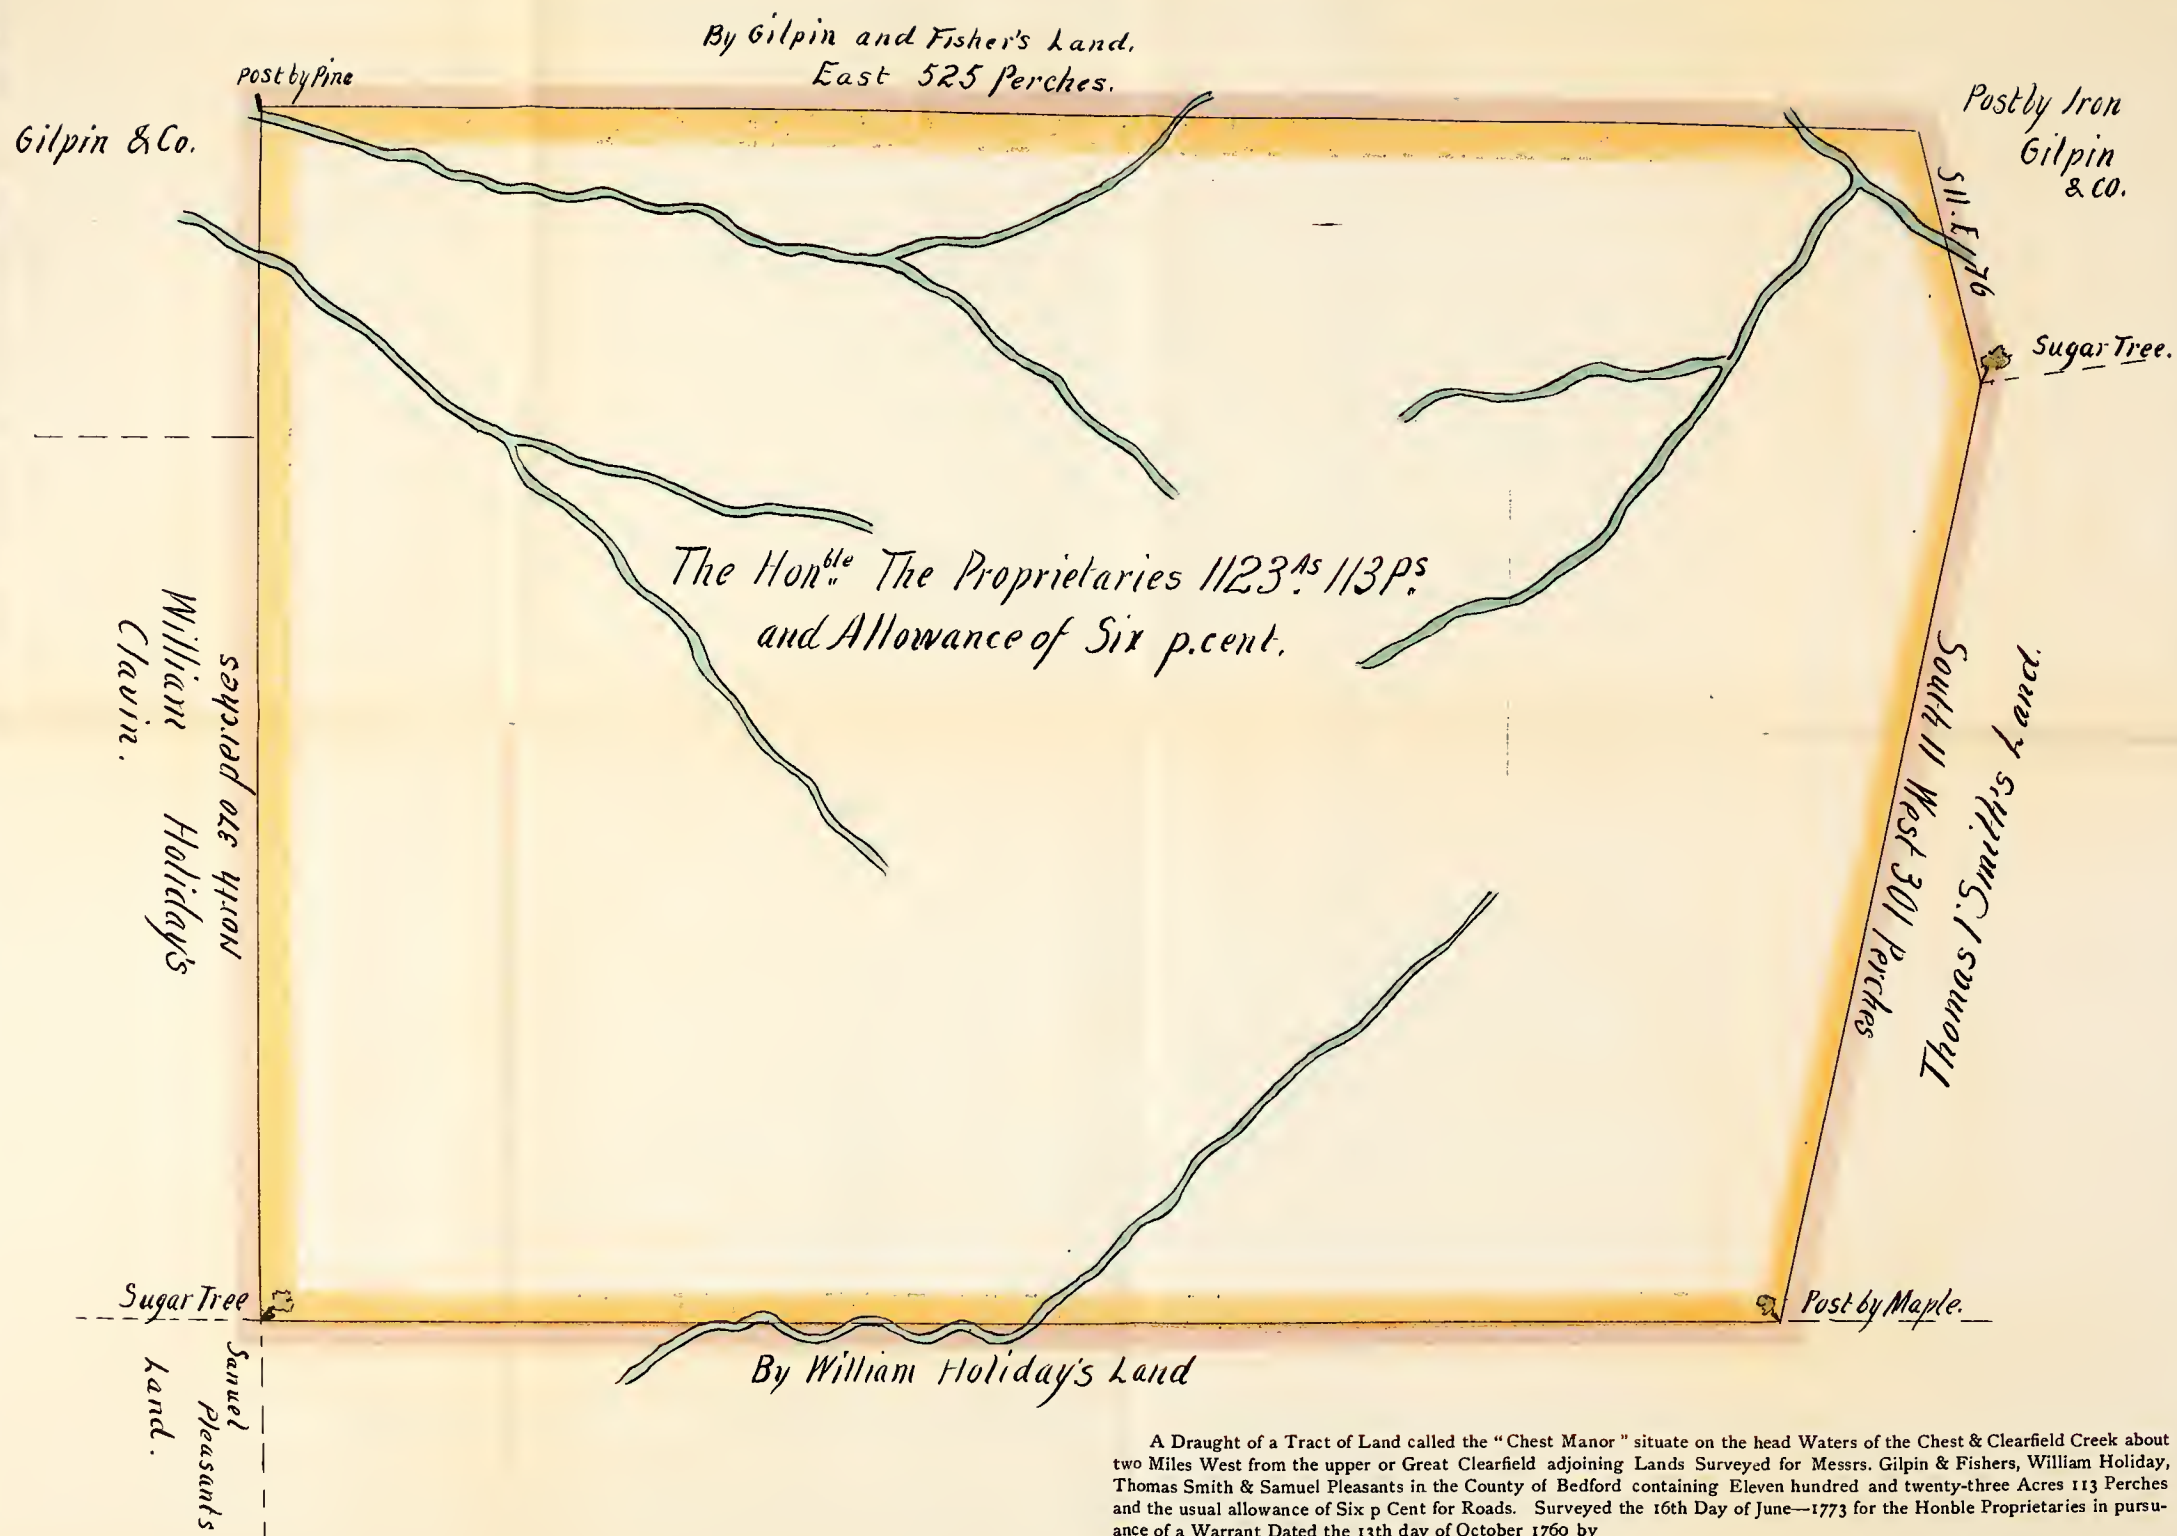 By Gilpin and Fisher's Land.
East 525 Perches.
Post by Pine
Gilpin & Co.
Post by Iron
Gilpin
& CO.
S11. E/76
Sugar Tree.
The Honble. The Proprietaries 1123As. 113Ps.
and Allowance of Six p.cent.
North 370 perches
William Holiday's
Clavin.
South 11 West 301 Perches
Thomas Smith's Land.
Sugar Tree
Post by Maple.
By William Holiday's Land
Sanuel Pleasants
Land.
A Draught of a Tract of Land called the "Chest Manor" situate on the head Waters of the Chest & Clearfield Creek about
two Miles West from the upper or Great Clearfield adjoining Lands Surveyed for Messrs. Gilpin & Fishers, William Holiday,
Thomas Smith & Samuel Pleasants in the County of Bedford containing Eleven hundred and twenty-three Acres 113 Perches
and the usual allowance of Six p Cent for Roads. Surveyed the 16th Day of June—1773 for the Honble Proprietaries in pursu-
ance of a Warrant Dated the 13th day of October 1760 by